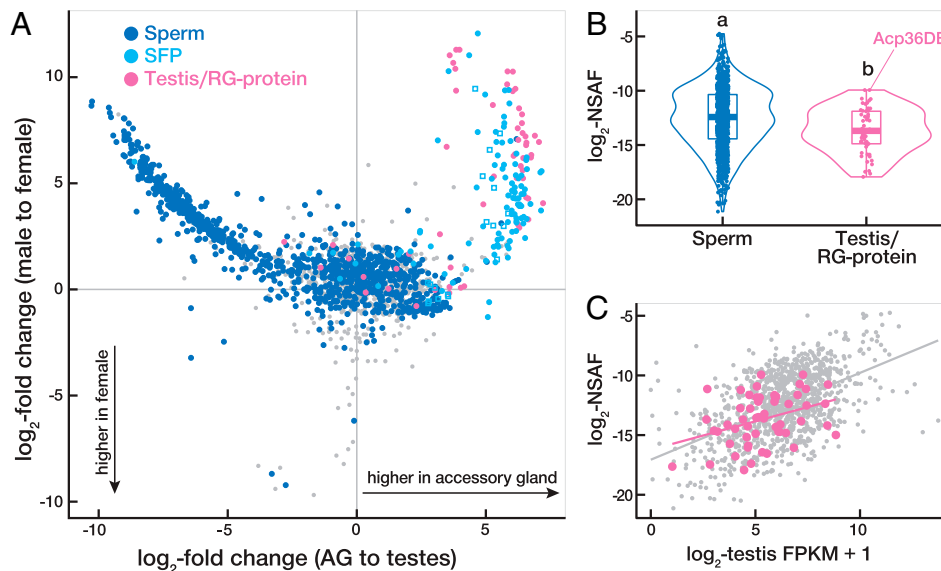 A
Sperm
SFP
Testis/RG-protein
log2-fold change (male to female)
10
5
0
-5
-10
higher in female
higher in accessory gland
-10
-5
0
5
log2-fold change (AG to testes)
B
a
b
Acp36DE
log2-NSAF
-5
-10
-15
-20
Sperm
Testis/
RG-protein
C
log2-NSAF
-5
-10
-15
-20
0
5
10
log2-testis FPKM + 1